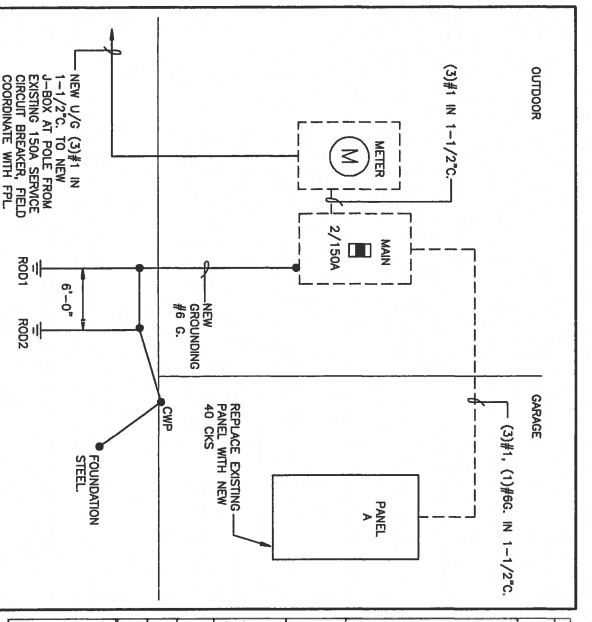 OUTDOOR
(3)#1 IN 1-1/2"C.
METER
M
MAIN
2/150A
NEW
GROUNDING
#6 G.
NEW U/G (3)#1 IN
1-1/2"C. TO NEW
J-BOX AT POLE FROM
EXISTING 150A SERVICE
CIRCUIT BREAKER, FIELD
COORDINATE WITH FPL
6'-0"
ROD1
ROD2
CWP
FOUNDATION
STEEL.
GARAGE
(3)#1, (1)#6G. IN 1-1/2"C.
REPLACE EXISTING
PANEL WITH NEW
40 CKS
PANEL
A